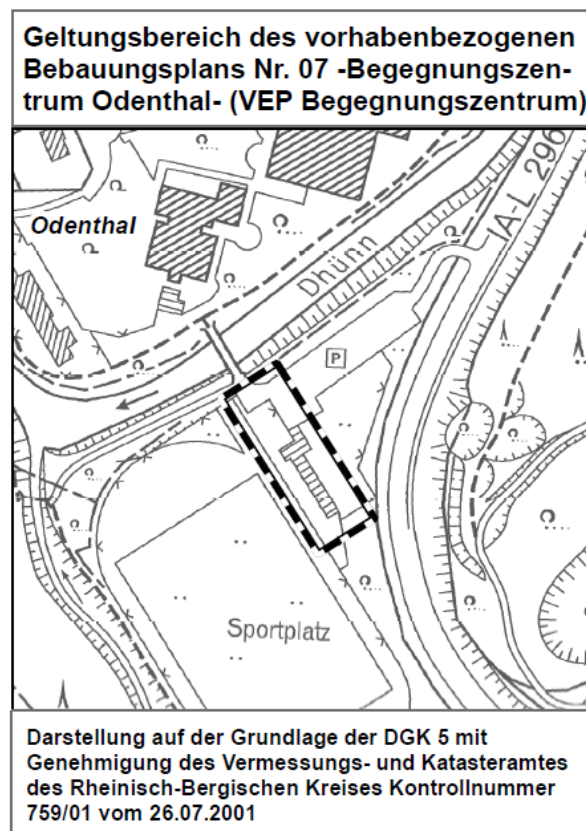 Geltungsbereich des vorhabenbezogenen
Bebauungsplans Nr. 07 -Begegnungszen-
trum Odenthal- (VEP Begegnungszentrum)
IA-L 296
Odenthal
Dhünn
P
Sportplatz
Darstellung auf der Grundlage der DGK 5 mit
Genehmigung des Vermessungs- und Katasteramtes
des Rheinisch-Bergischen Kreises Kontrollnummer
759/01 vom 26.07.2001